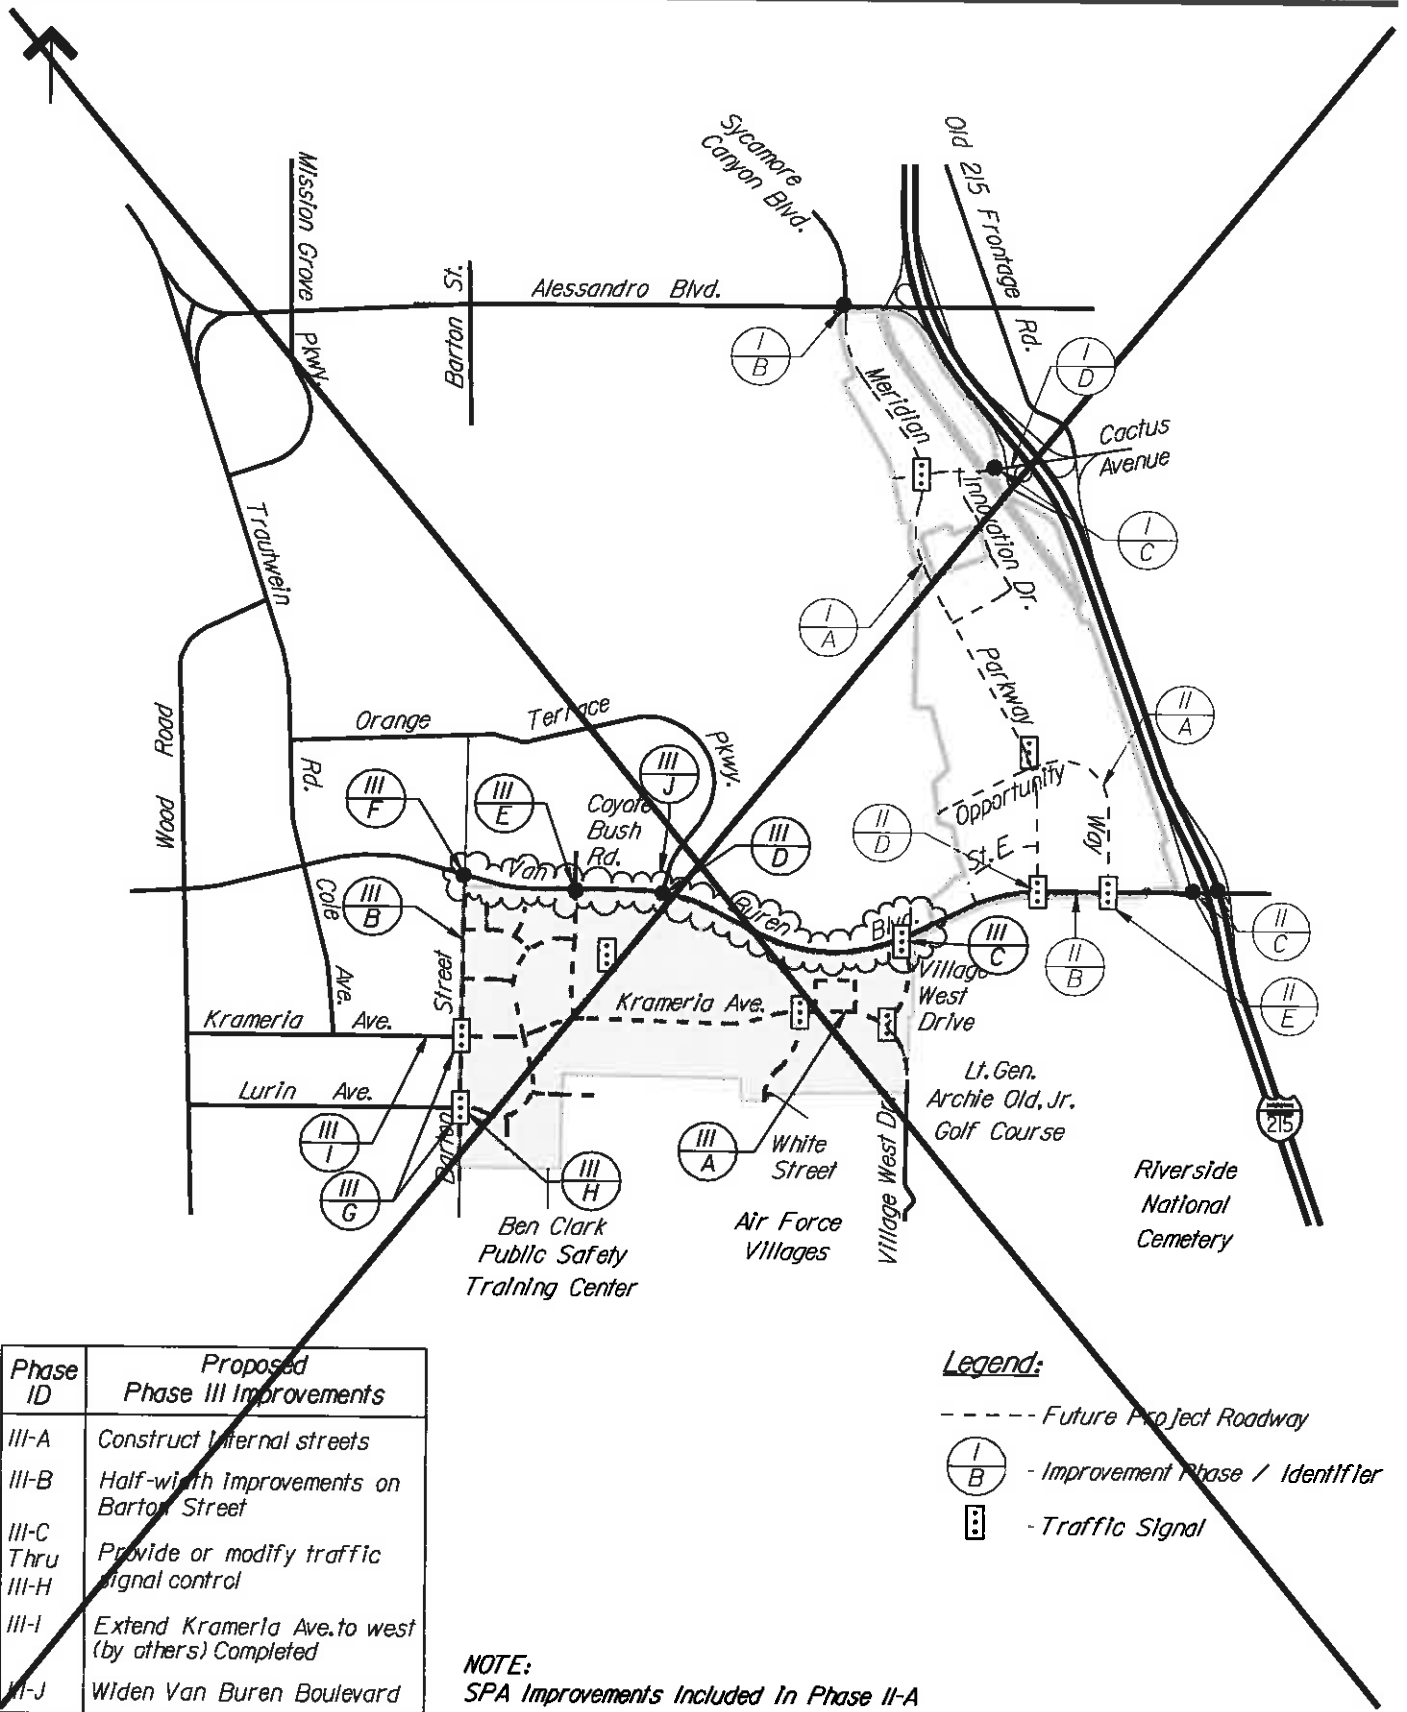 Sycamore
Canyon Blvd.
Old 215 Frontage Rd.
Mission Grove Pkwy.
Barton St.
Alessandro Blvd.
I
B
I
D
Meridian
Cactus
Avenue
Innovation Dr.
I
C
Trautwein
I
A
Parkway
II
A
Wood Road
Orange Terrace Pkwy.
Rd.
III
J
III
F
III
E
Coyote
Bush
Rd.
III
D
II
D
Opportunity
Way
St. E
Van Buren Blvd.
Cole
Ave.
III
B
III
C
II
B
II
C
II
E
Street
Village
West
Drive
Krameria Ave.
Krameria Ave.
Lurin Ave.
Lt. Gen.
Archie Old, Jr.
Golf Course
215
III
I
III
G
Barton
III
H
III
A
White
Street
Village West Dr.
Riverside
National
Cemetery
Ben Clark
Public Safety
Training Center
Air Force
Villages
Phase
ID
Proposed
Phase III Improvements
III-A Construct Internal streets
III-B Half-width improvements on
Barton Street
III-C
Thru
III-H
Provide or modify traffic
signal control
III-I Extend Krameria Ave. to west
(by others) Completed
III-J Widen Van Buren Boulevard
Legend:
- Future Project Roadway
I
B
- Improvement Phase / Identifier
- Traffic Signal
NOTE:
SPA Improvements Included In Phase II-A